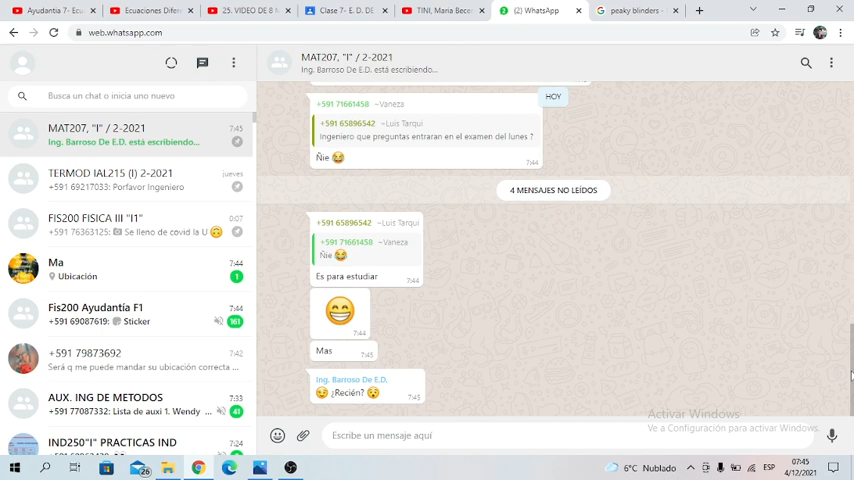 Ayudantia 7- Ecu
Ecuaciones Difer
25. VIDEO DE 8 M
Clase 7- E. D. DE
TINI, Maria Bece
(2) WhatsApp
peaky blinders -
web.whatsapp.com
Busca un chat o inicia uno nuevo
MAT207, "I" / 2-2021
7:45
Ing. Barroso De E.D. está escribiendo...
TERMOD IAL215 (I) 2-2021
jueves
+591 69217033: Porfavor Ingeniero
FIS200 FISICA III "I1"
0:07
+591 76363125: 📷 Se lleno de covid la U 🙃
Ma
7:44
Ubicación
1
Fis200 Ayudantía F1
7:44
+591 69087619: Sticker
161
+591 79873692
7:42
Será q me puede mandar su ubicación correcta ...
AUX. ING DE METODOS
7:33
+591 77087332: Lista de aux 1. Wendy ...
41
IND250"I" PRACTICAS IND
7:24
MAT207, "I" / 2-2021
Ing. Barroso De E.D. está escribiendo...
HOY
+591 71661458 ~Vaneza
+591 65896542 ~Luis Tarqui
Ingeniero que preguntas entraran en el examen del lunes ?
Ñie 😂
7:44
4 MENSAJES NO LEÍDOS
+591 65896542 ~Luis Tarqui
+591 71661458 ~Vaneza
Ñie 😂
Es para estudiar
7:44
😁
7:44
Mas
7:45
Ing. Barroso De E.D.
😏 ¿Recién? 😯
7:45
Activar Windows
Ve a Configuración para activar Windows.
Escribe un mensaje aquí
26
6°C Nublado
ESP
07:45
4/12/2021